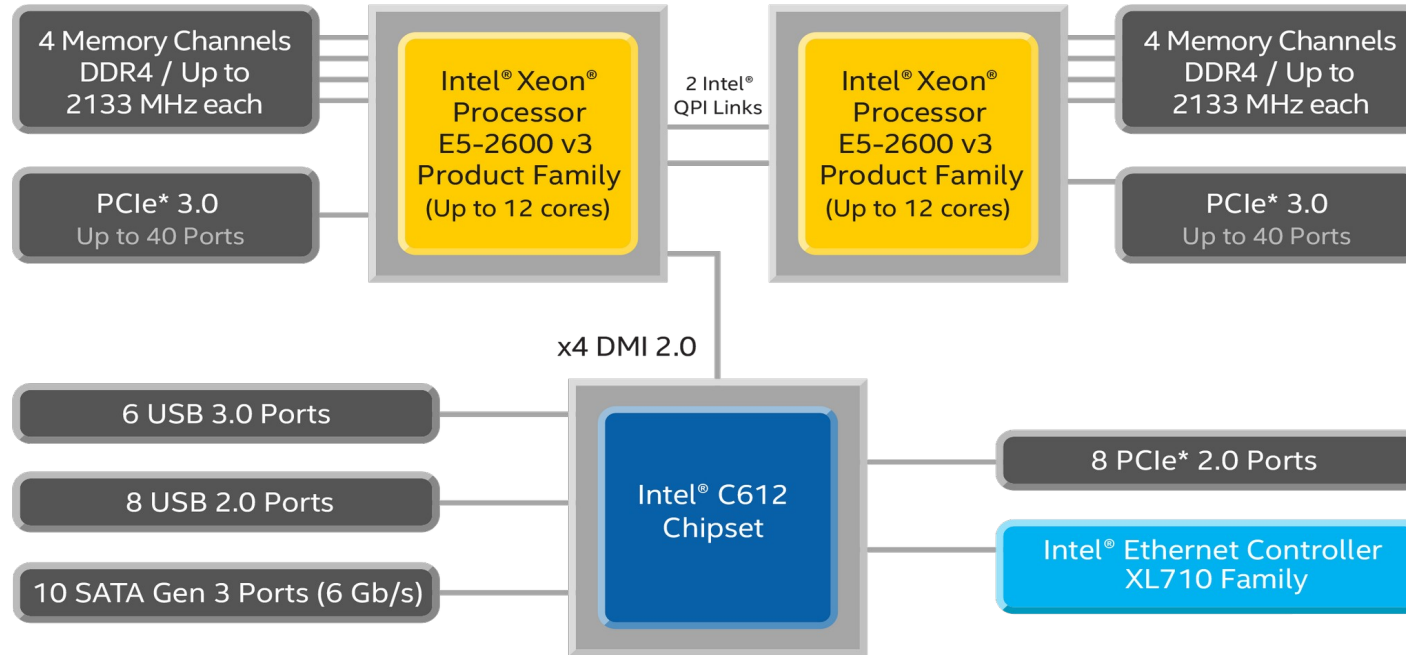 4 Memory Channels
DDR4 / Up to
2133 MHz each
Intel® Xeon®
Processor
E5-2600 v3
Product Family
(Up to 12 cores)
2 Intel®
QPI Links
Intel® Xeon®
Processor
E5-2600 v3
Product Family
(Up to 12 cores)
4 Memory Channels
DDR4 / Up to
2133 MHz each
PCIe* 3.0
Up to 40 Ports
PCIe* 3.0
Up to 40 Ports
x4 DMI 2.0
6 USB 3.0 Ports
8 USB 2.0 Ports
10 SATA Gen 3 Ports (6 Gb/s)
Intel® C612
Chipset
8 PCIe* 2.0 Ports
Intel® Ethernet Controller
XL710 Family